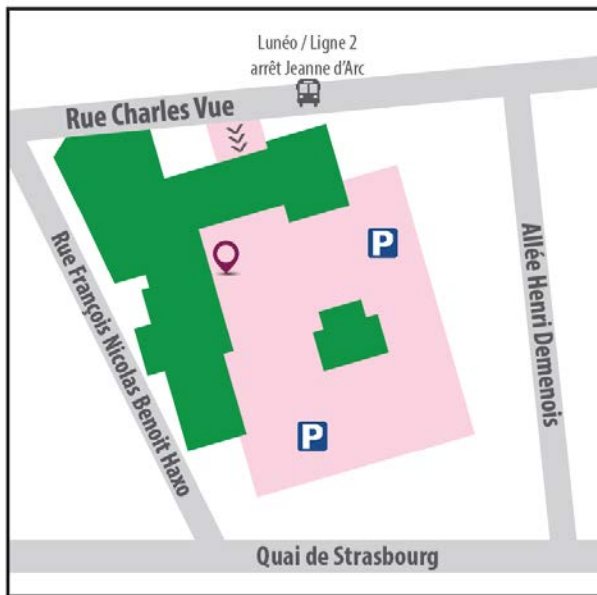 Lunéo / Ligne 2
arrêt Jeanne d'Arc
Rue Charles Vue
P
Allée Henri Demenois
Rue François Nicolas Benoit Haxo
P
Quai de Strasbourg